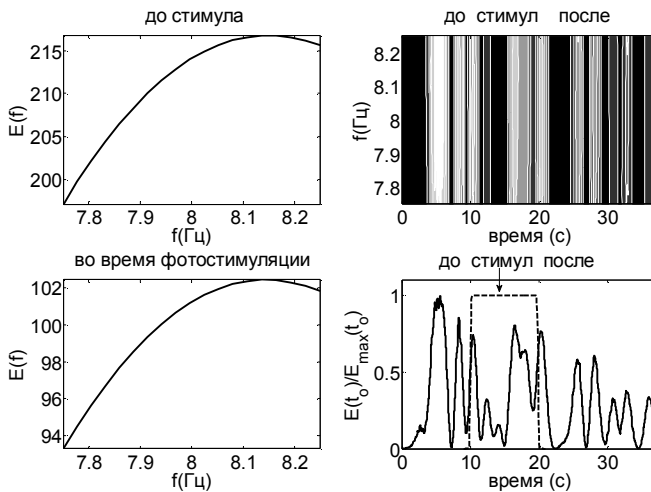 до стимула
E(f)
215
210
205
200
7.8 7.9 8 8.1 8.2
f(Гц)
до стимул после
f(Гц)
8.2
8.1
8
7.9
7.8
0 10 20 30
время (с)
во время фотостимуляции
E(f)
102
100
98
96
94
7.8 7.9 8 8.1 8.2
f(Гц)
до стимул после
E(t_o)/E_max(t_o)
1
0.5
0
0 10 20 30
время (с)